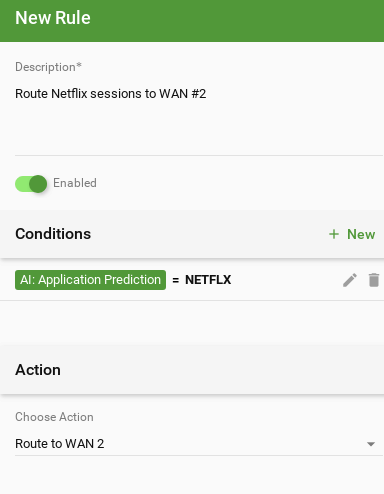 New Rule
Description*
Route Netflix sessions to WAN #2
Enabled
Conditions
+ New
AI: Application Prediction = NETFLX
Action
Choose Action
Route to WAN 2